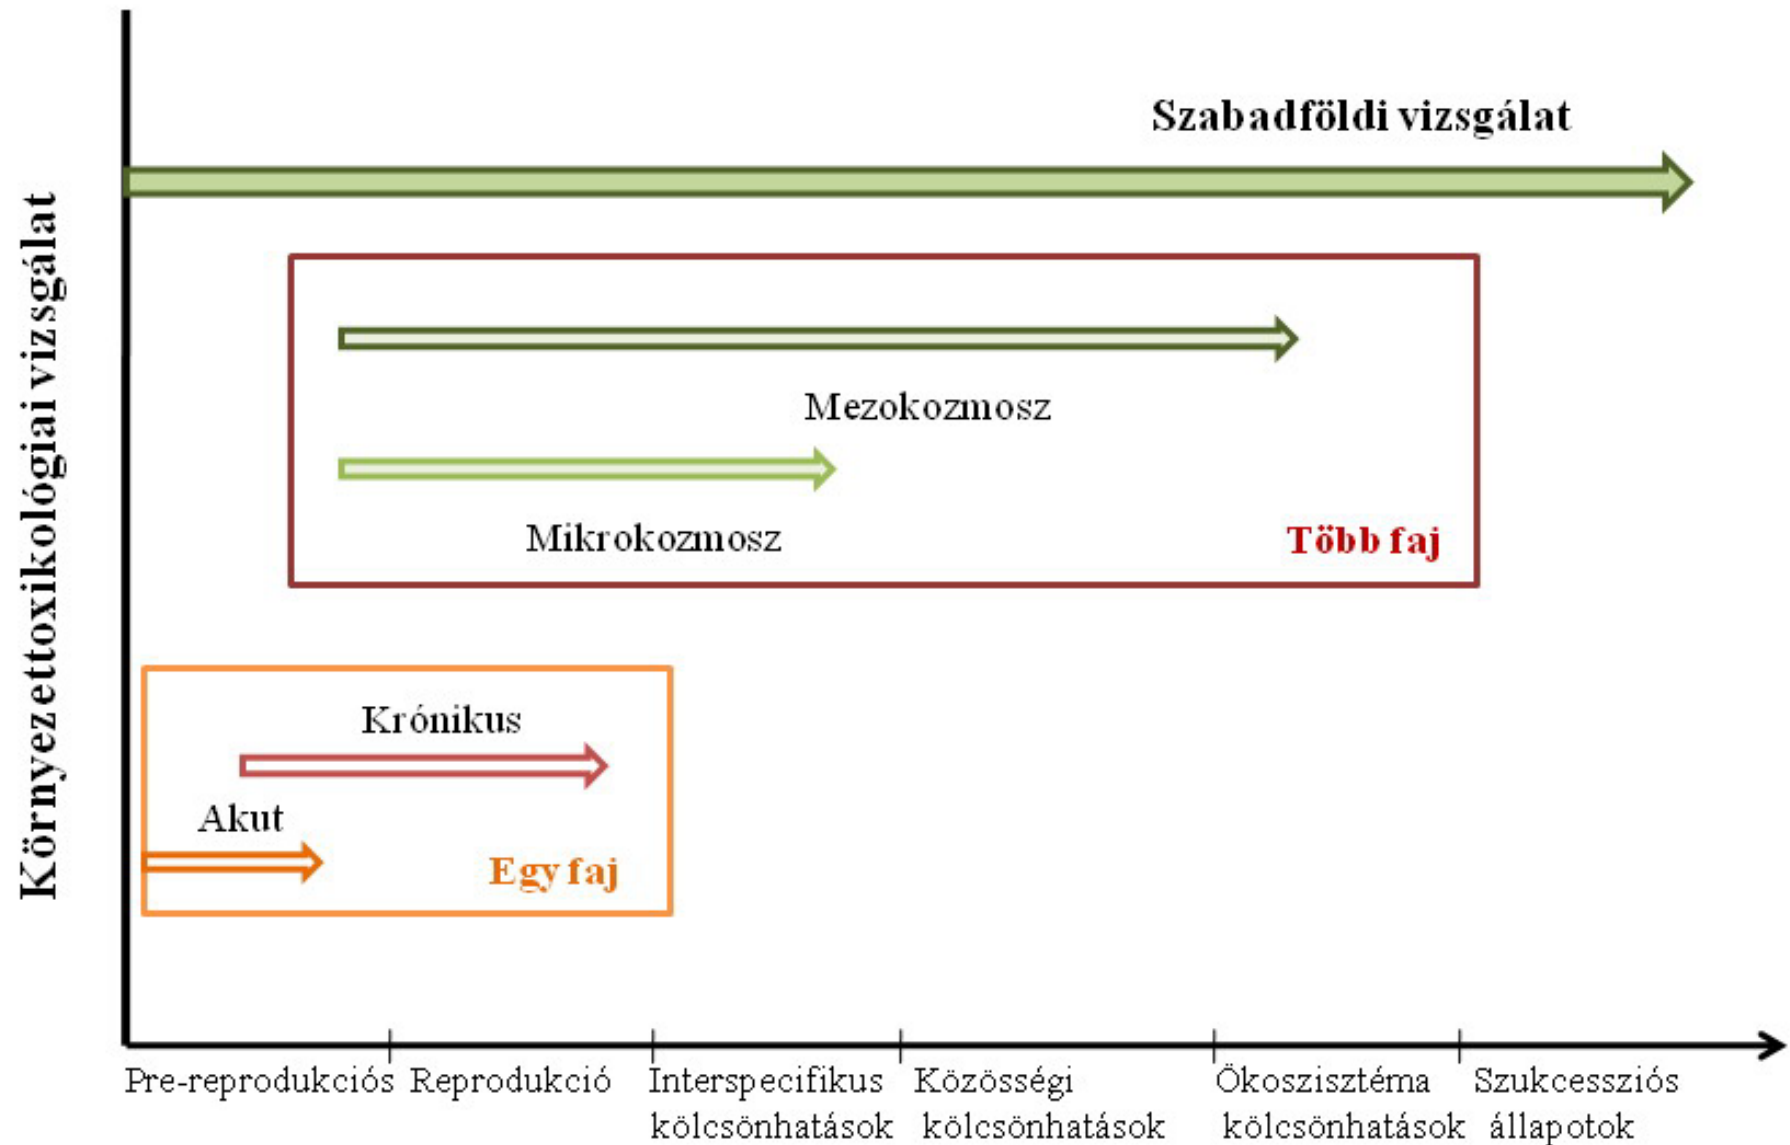 Környezettoxikológiai vizsgálat
Szabadföldi vizsgálat
Mezokozmosz
Mikrokozmosz
Több faj
Krónikus
Akut
Egy faj
Pre-reprodukciós
Reprodukció
Interspecifikus
kölcsönhatások
Közösségi
kölcsönhatások
Ökoszisztéma
kölcsönhatások
Szukcessziós
állapotok